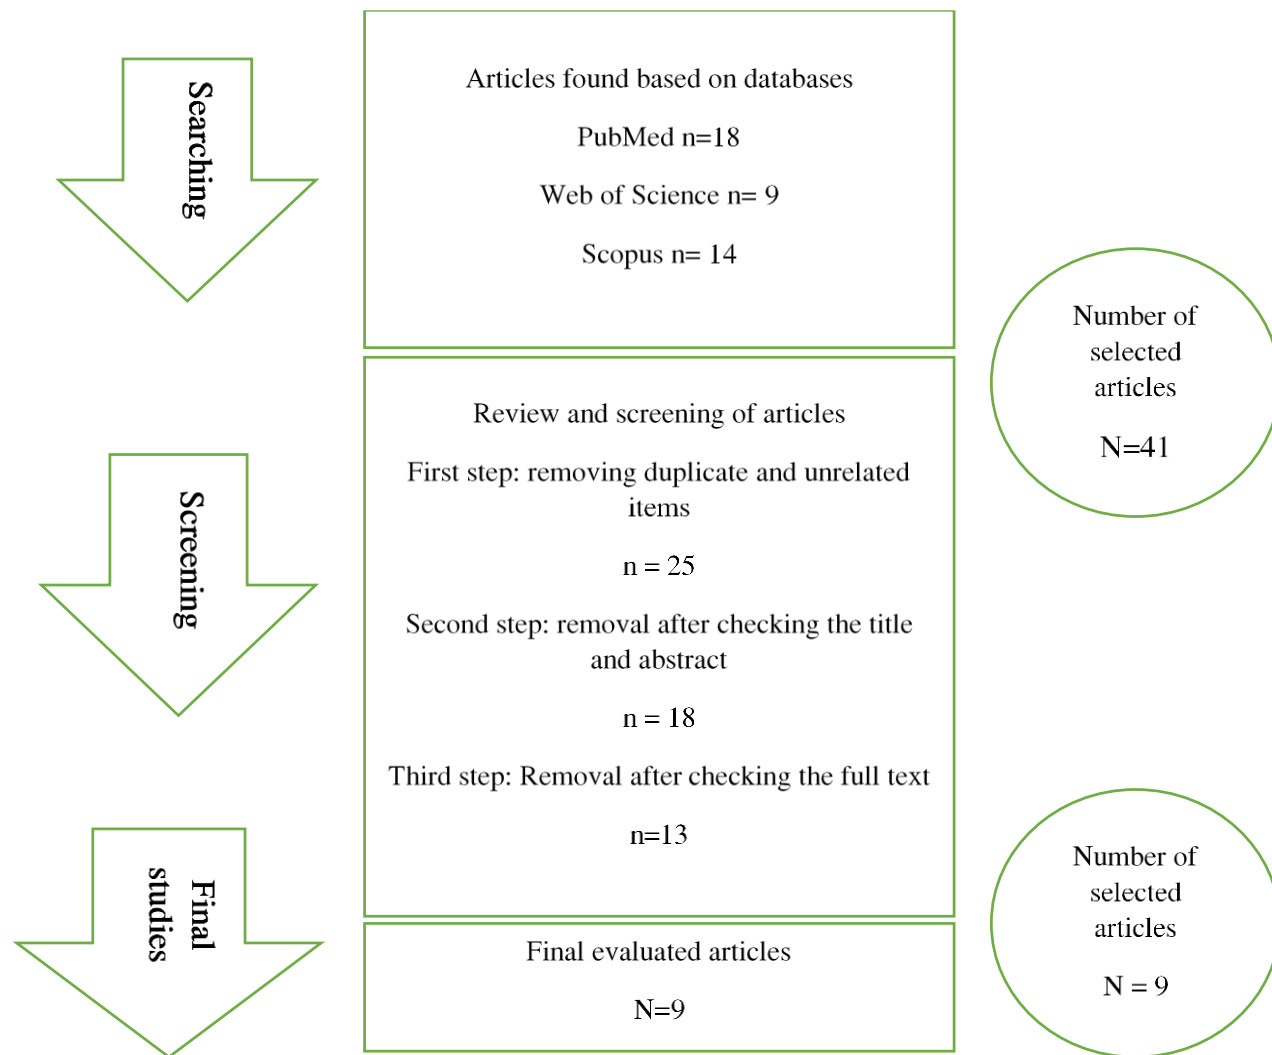 Searching
Articles found based on databases
PubMed n=18
Web of Science n= 9
Scopus n= 14
Number of
selected
articles
N=41
Screening
Review and screening of articles
First step: removing duplicate and unrelated
items
n = 25
Second step: removal after checking the title
and abstract
n = 18
Third step: Removal after checking the full text
n=13
Final
studies
Final evaluated articles
N=9
Number of
selected
articles
N = 9